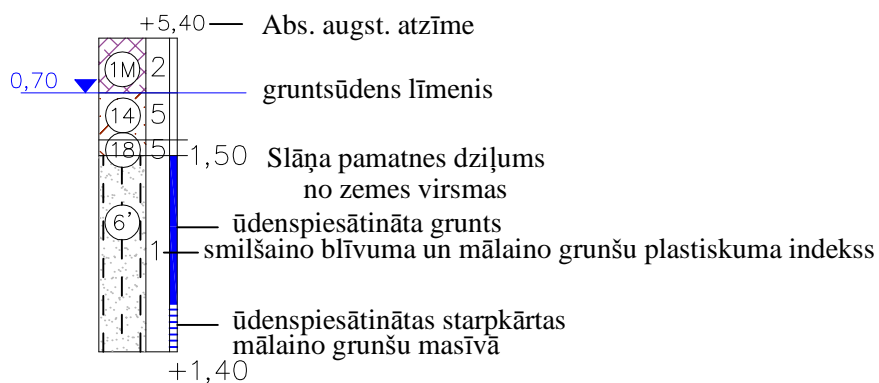 +5,40 Abs. augst. atzīme
1M 2
0,70 gruntsūdens līmenis
14 5
18 5 1,50 Slāņa pamatnes dziļums
no zemes virsmas
6' ūdenspiesātināta grunts
1 smilšaino blīvuma un mālaino grunšu plastiskuma indekss
ūdenspiesātinātas starpkārtas
mālaino grunšu masīvā
+1,40